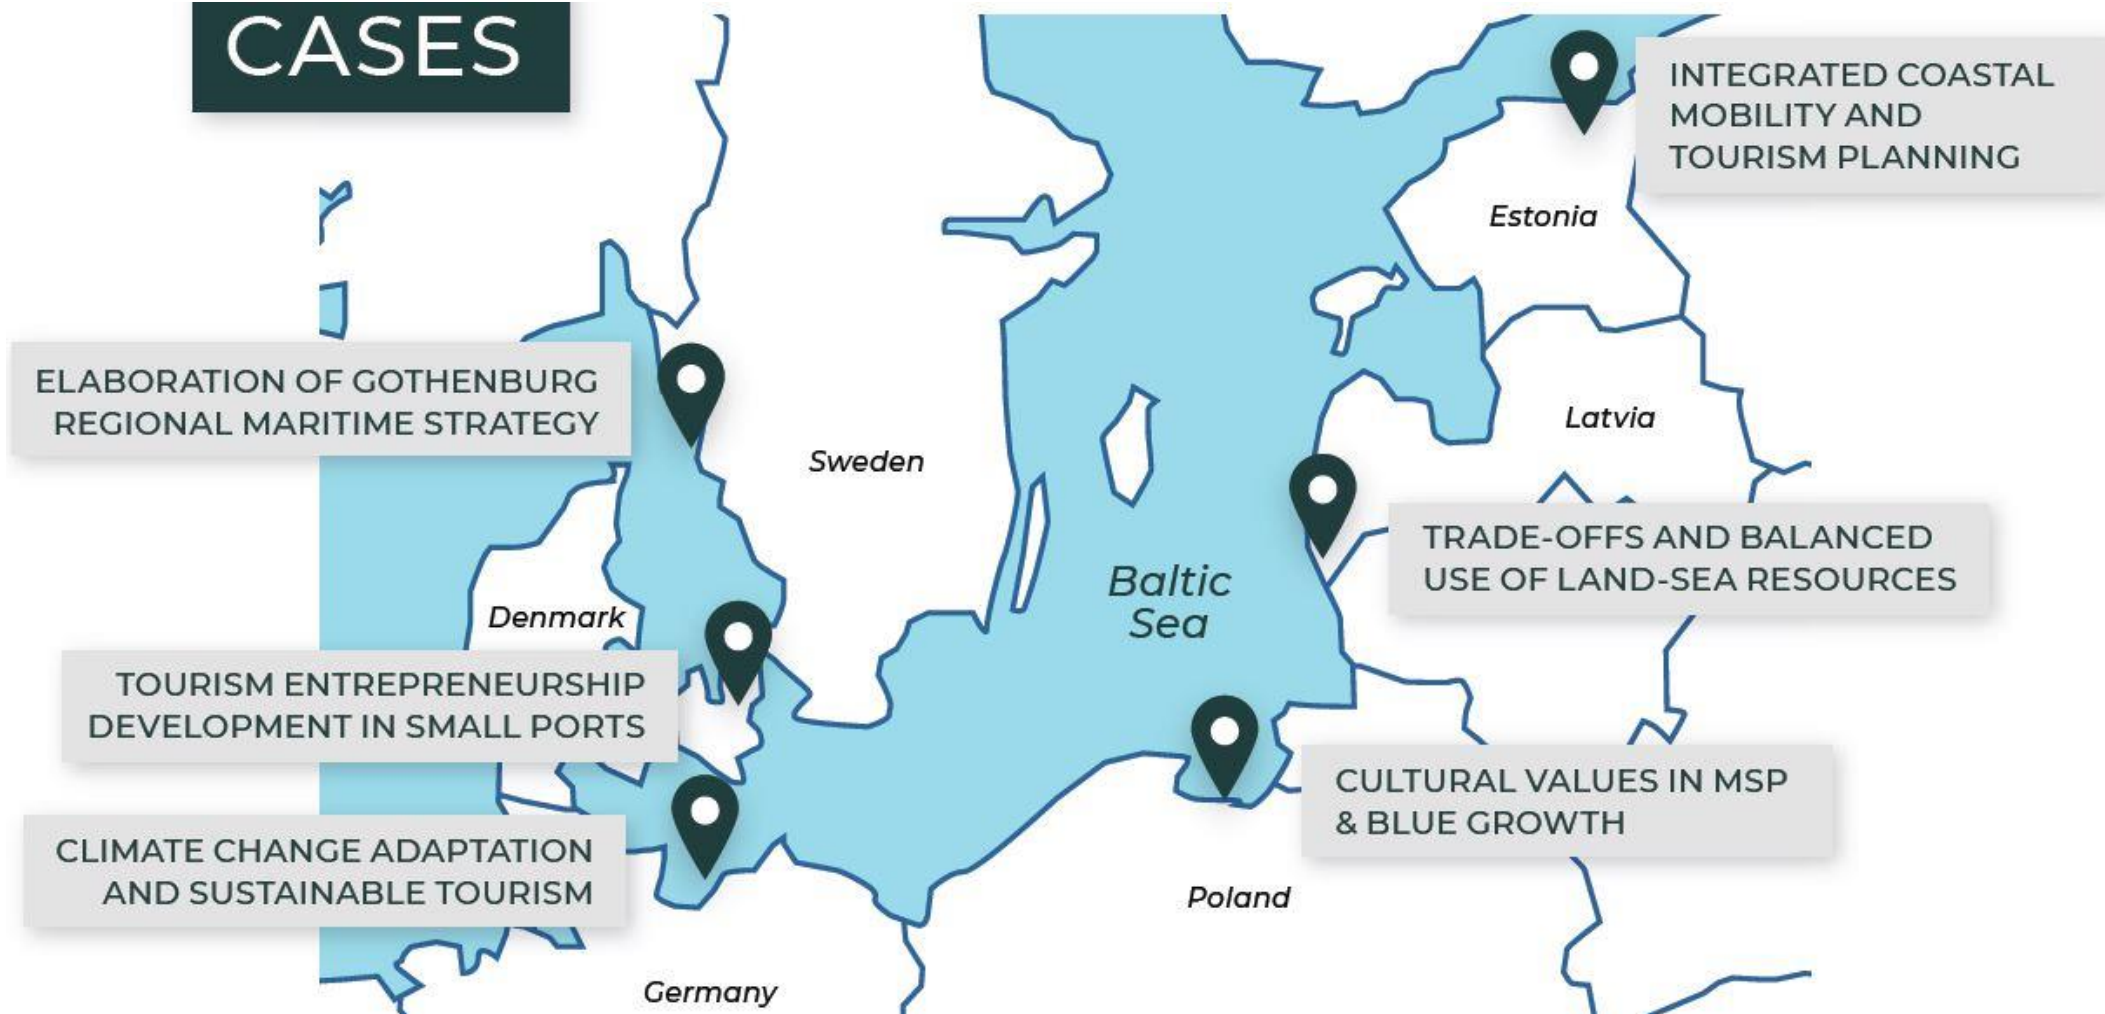 CASES
INTEGRATED COASTAL
MOBILITY AND
TOURISM PLANNING
Estonia
ELABORATION OF GOTHENBURG
REGIONAL MARITIME STRATEGY
Latvia
Sweden
TRADE-OFFS AND BALANCED
USE OF LAND-SEA RESOURCES
Baltic
Sea
Denmark
TOURISM ENTREPRENEURSHIP
DEVELOPMENT IN SMALL PORTS
CULTURAL VALUES IN MSP
& BLUE GROWTH
CLIMATE CHANGE ADAPTATION
AND SUSTAINABLE TOURISM
Poland
Germany